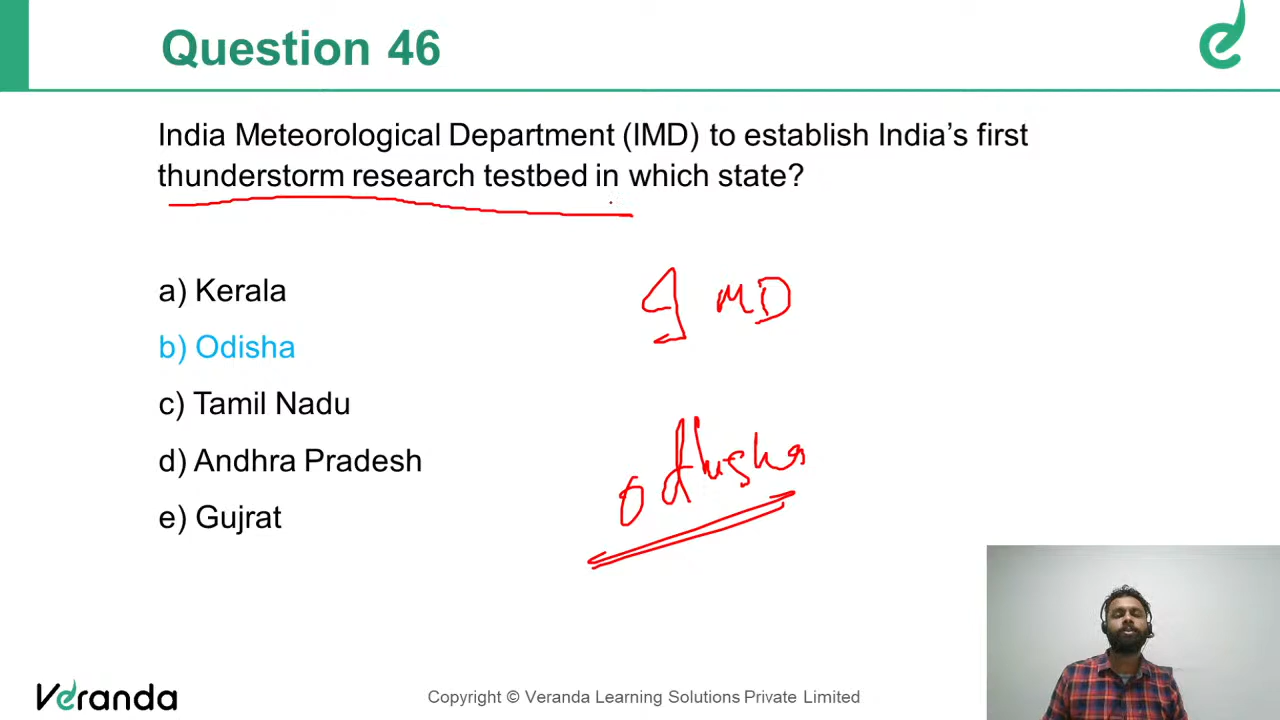 Question 46
India Meteorological Department (IMD) to establish India's first
thunderstorm research testbed in which state?
a) Kerala
IMD
b) Odisha
c) Tamil Nadu
d) Andhra Pradesh
odhisha
e) Gujrat
Veranda
Copyright © Veranda Learning Solutions Private Limited